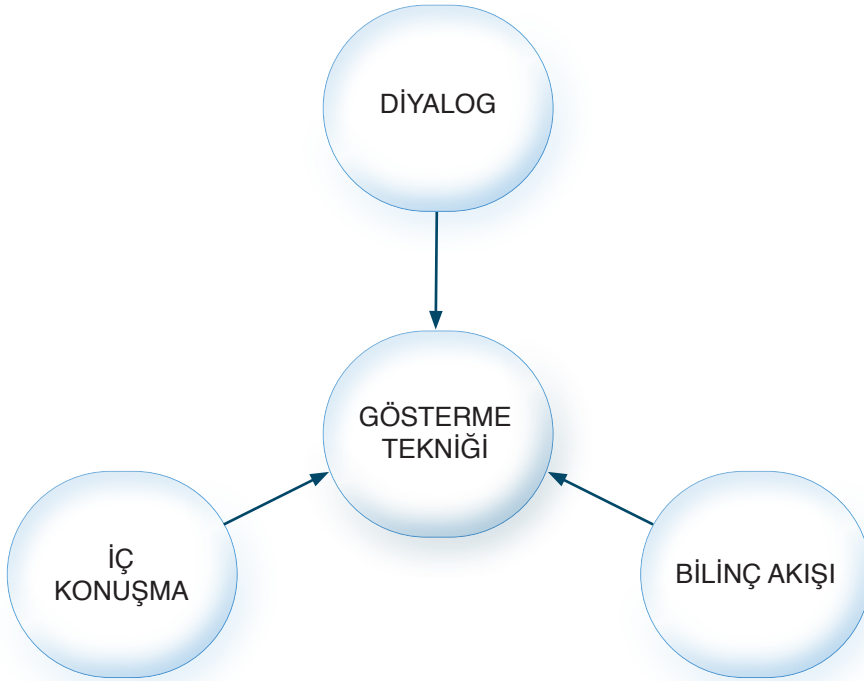 DİYALOG
GÖSTERME
TEKNİĞİ
İÇ
KONUŞMA
BİLİNÇ AKIŞI